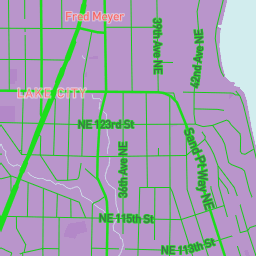 Fred Meyer
39th Ave NE
42nd Ave NE
LAKE CITY
NE 123rd St
Sand Pt Way NE
36th Ave NE
NE 115th St
NE 113th St